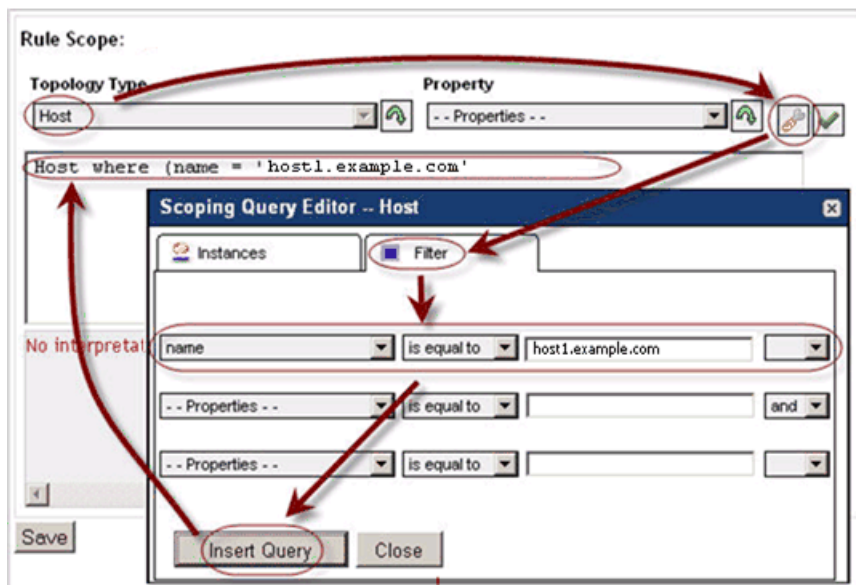 Rule Scope:
Topology Type
Property
Host
- - Properties - -
Host where (name = 'host1.example.com'
Scoping Query Editor -- Host
Instances
Filter
No interpretat
name
is equal to
host1.example.com
- - Properties - -
is equal to
and
- - Properties - -
is equal to
Insert Query
Close
Save